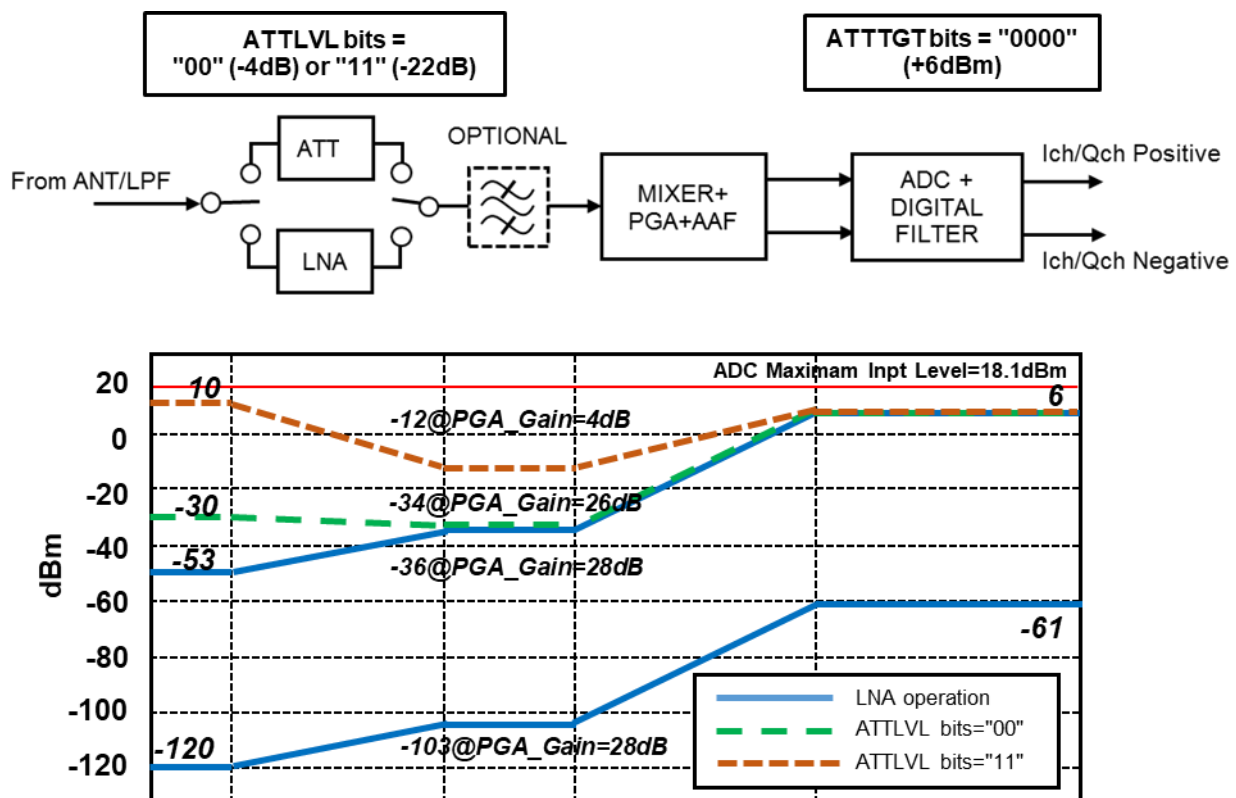 ATTLVL bits =
"00" (-4dB) or "11" (-22dB)
ATTTGT bits = "0000"
(+6dBm)
From ANT/LPF
ATT
LNA
OPTIONAL
MIXER+
PGA+AAF
ADC +
DIGITAL
FILTER
Ich/Qch Positive
Ich/Qch Negative
dBm
20
0
-20
-40
-60
-80
-100
-120
ADC Maximam Inpt Level=18.1dBm
10
6
-12@PGA_Gain=4dB
-30
-34@PGA_Gain=26dB
-53
-36@PGA_Gain=28dB
-61
-120
-103@PGA_Gain=28dB
LNA operation
ATTLVL bits="00"
ATTLVL bits="11"